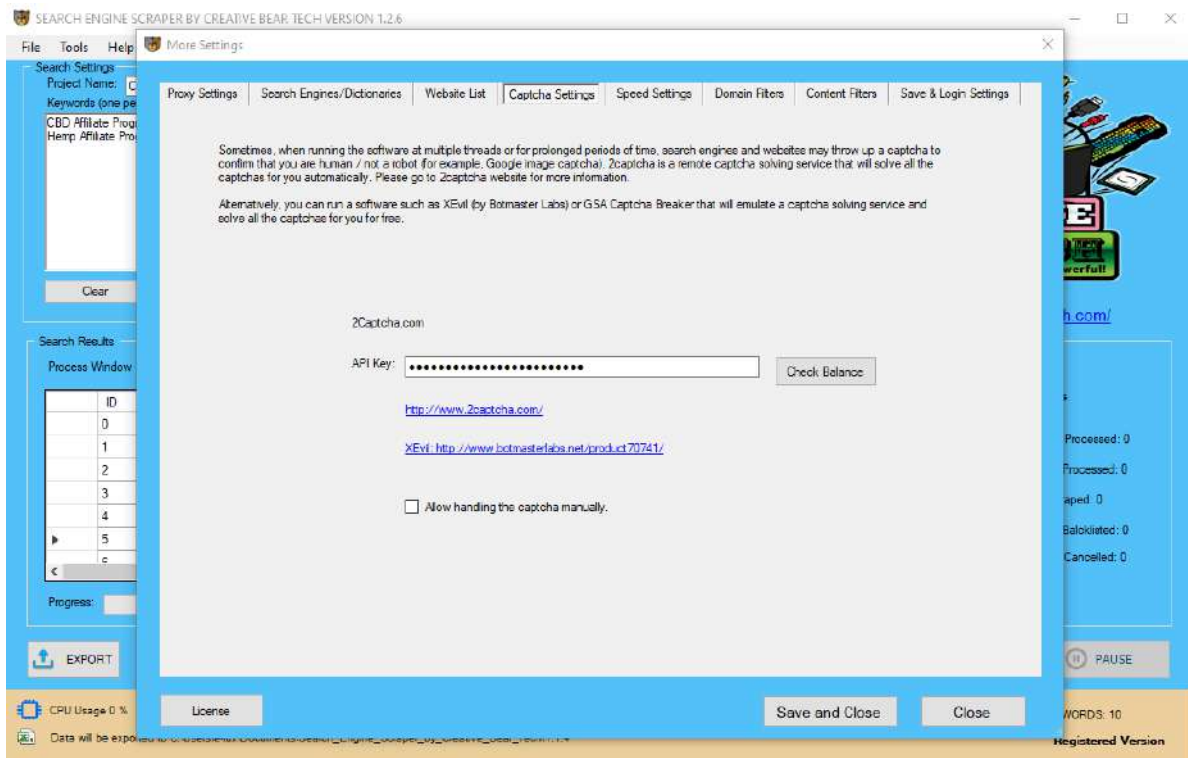 SEARCH ENGINE SCRAPER BY CREATIVE BEAR TECH VERSION 1.2.6
File Tools Help
More Settings
Search Settings
Project Name: C
Keywords (one pe
CBD Affiliate Prog
Hemp Affiliate Pro
Clear
Proxy Settings
Search Engines/Dictionaries
Website List
Captcha Settings
Speed Settings
Domain Filters
Content Filters
Save & Login Settings
Sometimes, when running the software at multiple threads or for prolonged periods of time, search engines and websites may throw up a captcha to
confirm that you are human / not a robot (for example, Google image captcha). 2captcha is a remote captcha solving service that will solve all the
captchas for you automatically. Please go to 2captcha website for more information.
Alternatively, you can run a software such as XEvil (by Botmaster Labs) or GSA Captcha Breaker that will emulate a captcha solving service and
solve all the captchas for you for free.
2Captcha.com
API Key:
Check Balance
http://www.2captcha.com/
XEvil: http://www.botmasterlabs.net/product70741/
Allow handing the captcha manually.
Search Results
Process Window
ID
0
1
2
3
4
5
Progress:
EXPORT
werful!
h.com/
Processed: 0
Processed: 0
aped: 0
Baloklisted: 0
Cancelled: 0
PAUSE
License
Save and Close
Close
CPU Usage 0 %
WORDS: 10
Data will be expo
Registered Version